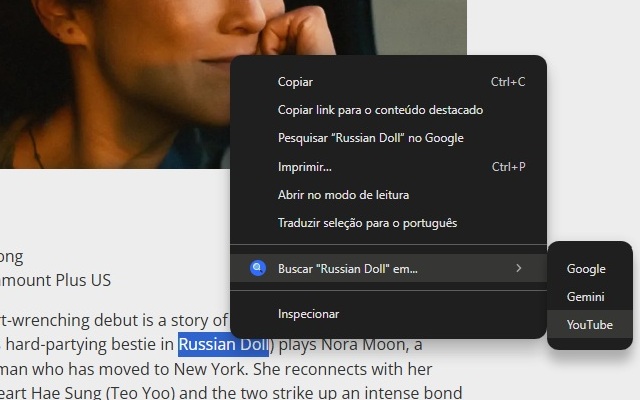 Copiar Ctrl+C
Copiar link para o conteúdo destacado
Pesquisar “Russian Doll” no Google
Imprimir... Ctrl+P
Abrir no modo de leitura
Traduzir seleção para o português
Buscar "Russian Doll" em...
Inspecionar
Google
Gemini
YouTube
ong
amount Plus US
rt-wrenching debut is a story of
s hard-partying bestie in Russian Doll) plays Nora Moon, a
man who has moved to New York. She reconnects with her
eart Hae Sung (Teo Yoo) and the two strike up an intense bond